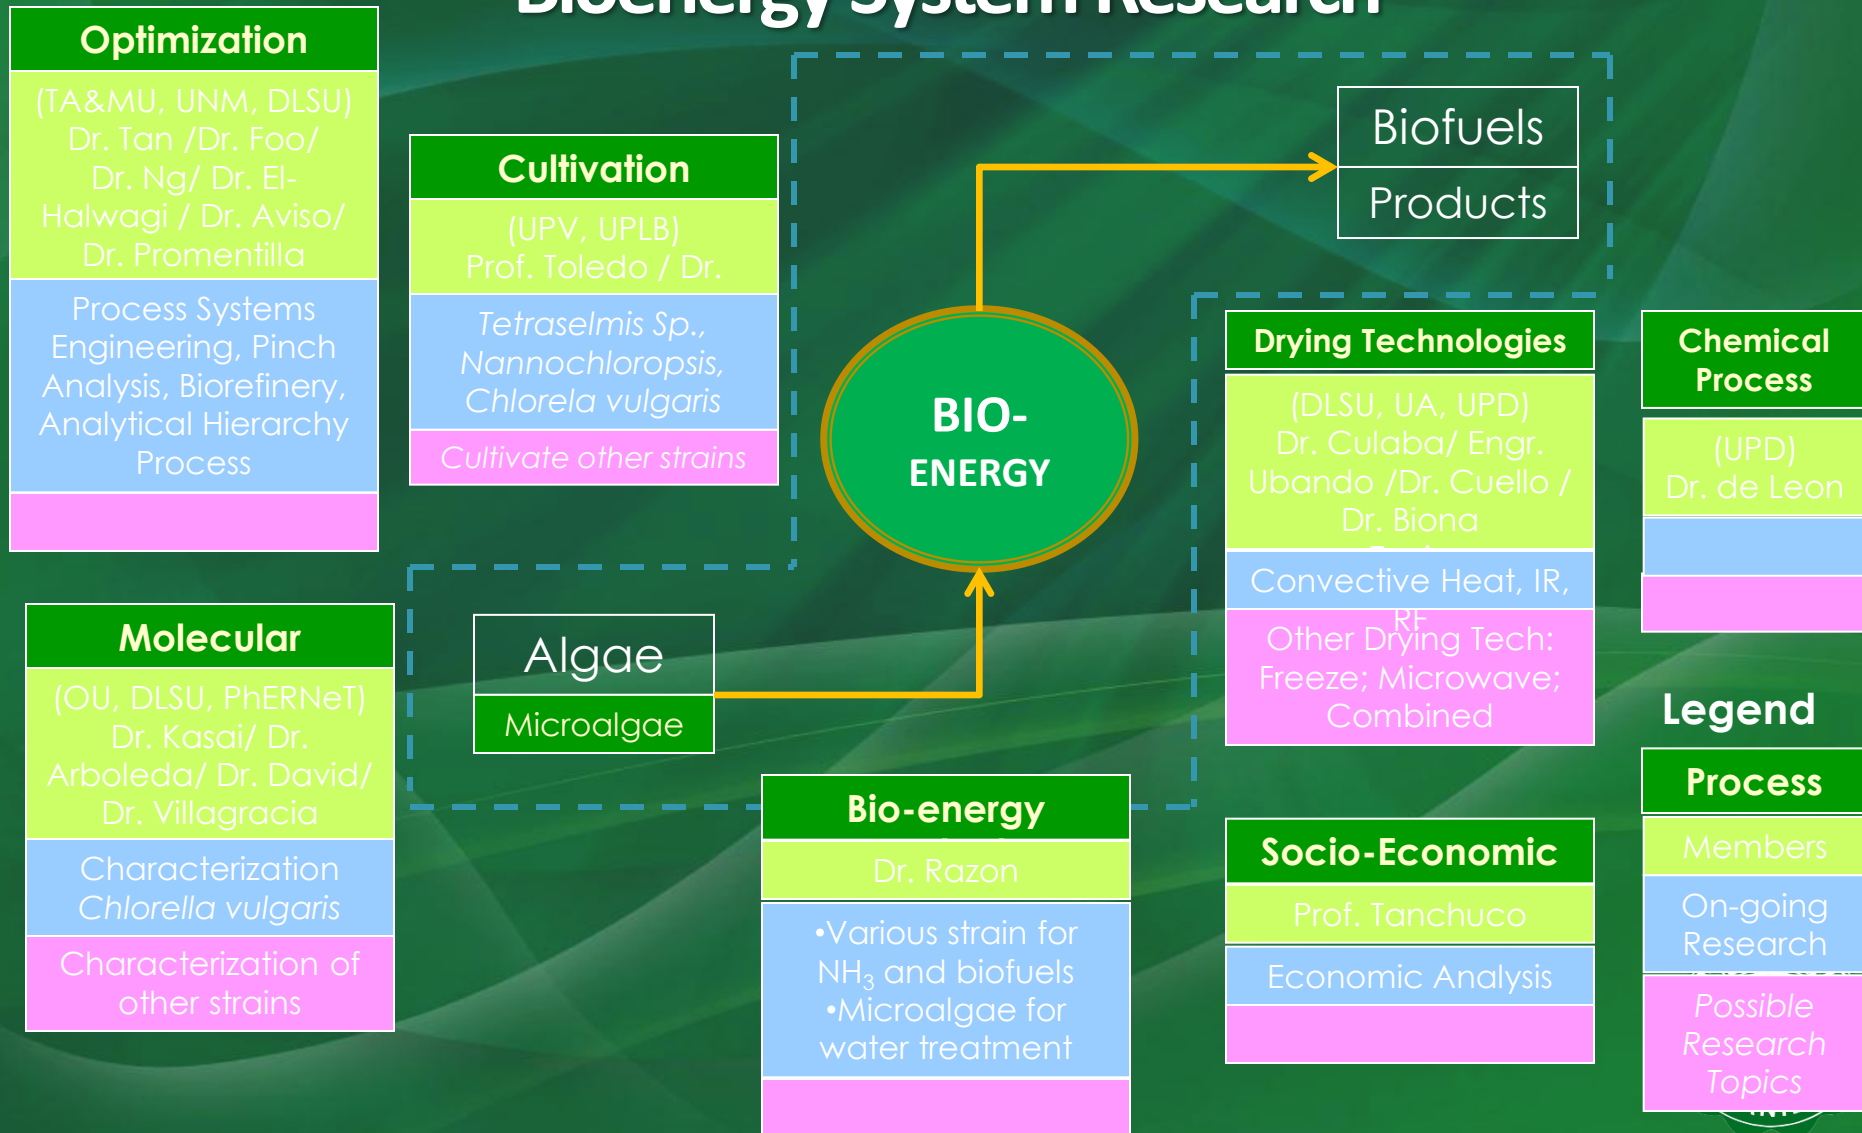 Bioenergy System Research
Optimization
(TA&MU, UNM, DLSU)
Dr. Tan /Dr. Foo/
Dr. Ng/ Dr. El-
Halwagi / Dr. Aviso/
Dr. Promentilla
Process Systems
Engineering, Pinch
Analysis, Biorefinery,
Analytical Hierarchy
Process
Cultivation
(UPV, UPLB)
Prof. Toledo / Dr.
Tetraselmis Sp.,
Nannochloropsis,
Chlorela vulgaris
Cultivate other strains
Biofuels
Products
BIO-
ENERGY
Algae
Microalgae
Molecular
(OU, DLSU, PhERNeT)
Dr. Kasai/ Dr.
Arboleda/ Dr. David/
Dr. Villagracia
Characterization
Chlorella vulgaris
Characterization of
other strains
Bio-energy
Dr. Razon
•Various strain for
NH3 and biofuels
•Microalgae for
water treatment
Drying Technologies
(DLSU, UA, UPD)
Dr. Culaba/ Engr.
Ubando /Dr. Cuello /
Dr. Biona
Convective Heat, IR,
RF
Other Drying Tech:
Freeze; Microwave;
Combined
Socio-Economic
Prof. Tanchuco
Economic Analysis
Chemical
Process
(UPD)
Dr. de Leon
Legend
Process
Members
On-going
Research
Possible
Research
Topics